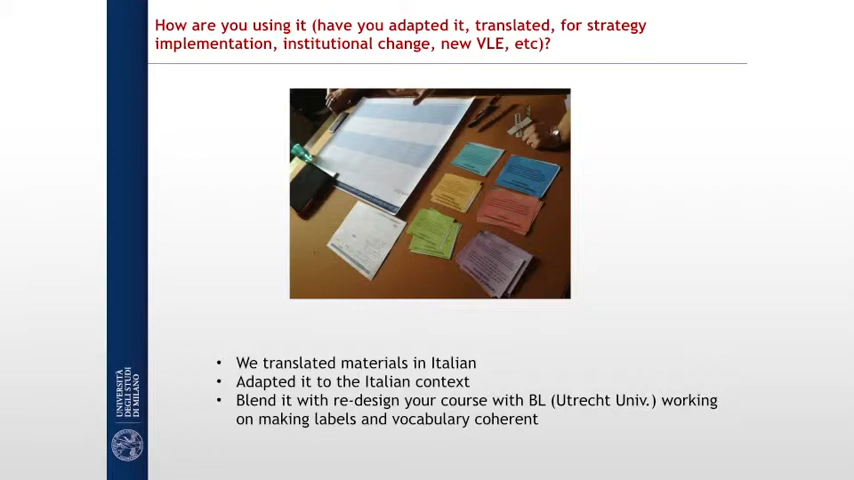 How are you using it (have you adapted it, translated, for strategy
implementation, institutional change, new VLE, etc)?
• We translated materials in Italian
• Adapted it to the Italian context
• Blend it with re-design your course with BL (Utrecht Univ.) working
on making labels and vocabulary coherent
UNIVERSITÀ
DEGLI STUDI
DI MILANO